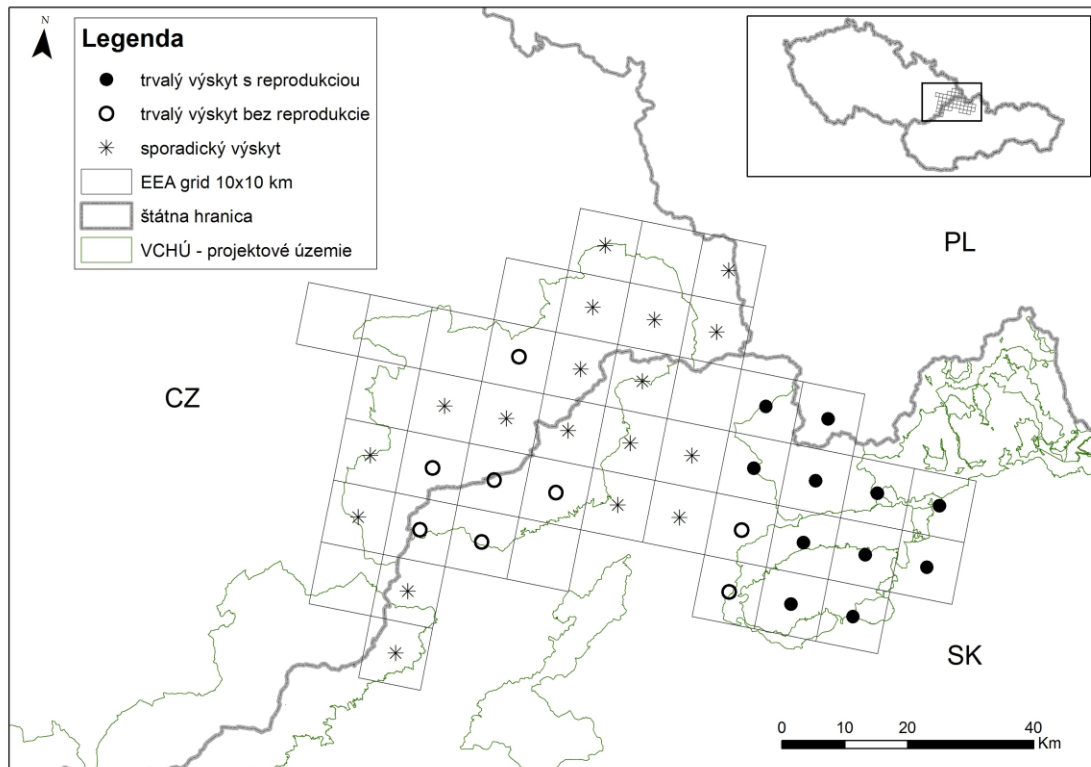 N
Legenda
trvalý výskyt s reprodukciou
trvalý výskyt bez reprodukcie
sporadický výskyt
EEA grid 10x10 km
štátna hranica
VCHÚ - projektové územie
PL
CZ
SK
0 10 20 40
Km